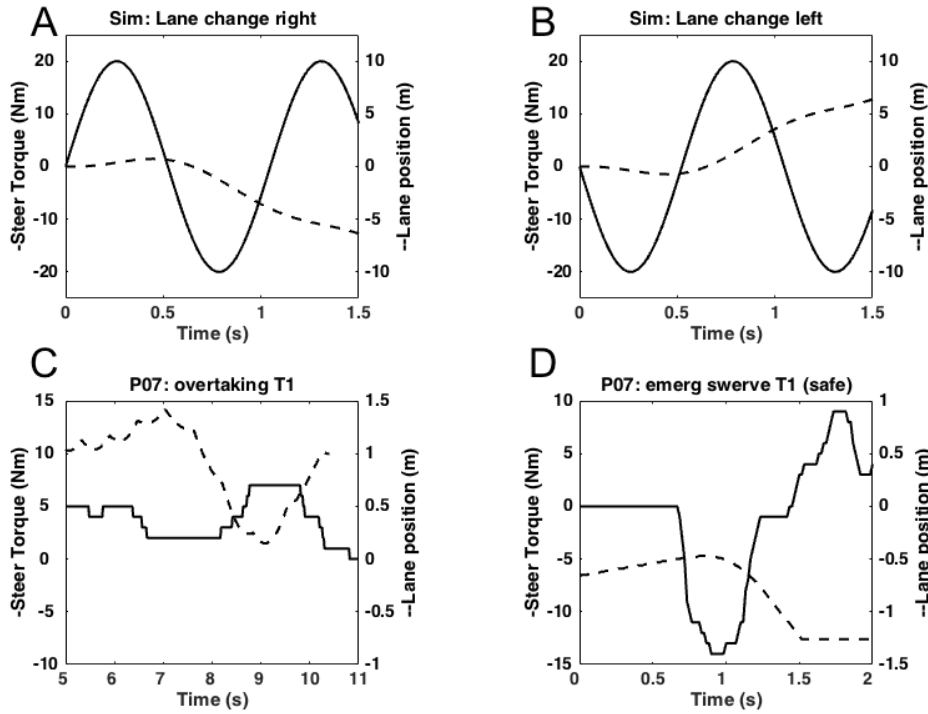 A
Sim: Lane change right
-Steer Torque (Nm)
20
10
0
-10
-20
10
5
0
-5
-10
--Lane position (m)
0 0.5 1 1.5
Time (s)
B
Sim: Lane change left
-Steer Torque (Nm)
20
10
0
-10
-20
10
5
0
-5
-10
--Lane position (m)
0 0.5 1 1.5
Time (s)
C
P07: overtaking T1
-Steer Torque (Nm)
15
10
5
0
-5
-10
1.5
1
0.5
0
-0.5
-1
--Lane position (m)
5 6 7 8 9 10 11
Time (s)
D
P07: emerg swerve T1 (safe)
-Steer Torque (Nm)
10
5
0
-5
-10
-15
1
0.5
0
-0.5
-1
-1.5
--Lane position (m)
0 0.5 1 1.5 2
Time (s)